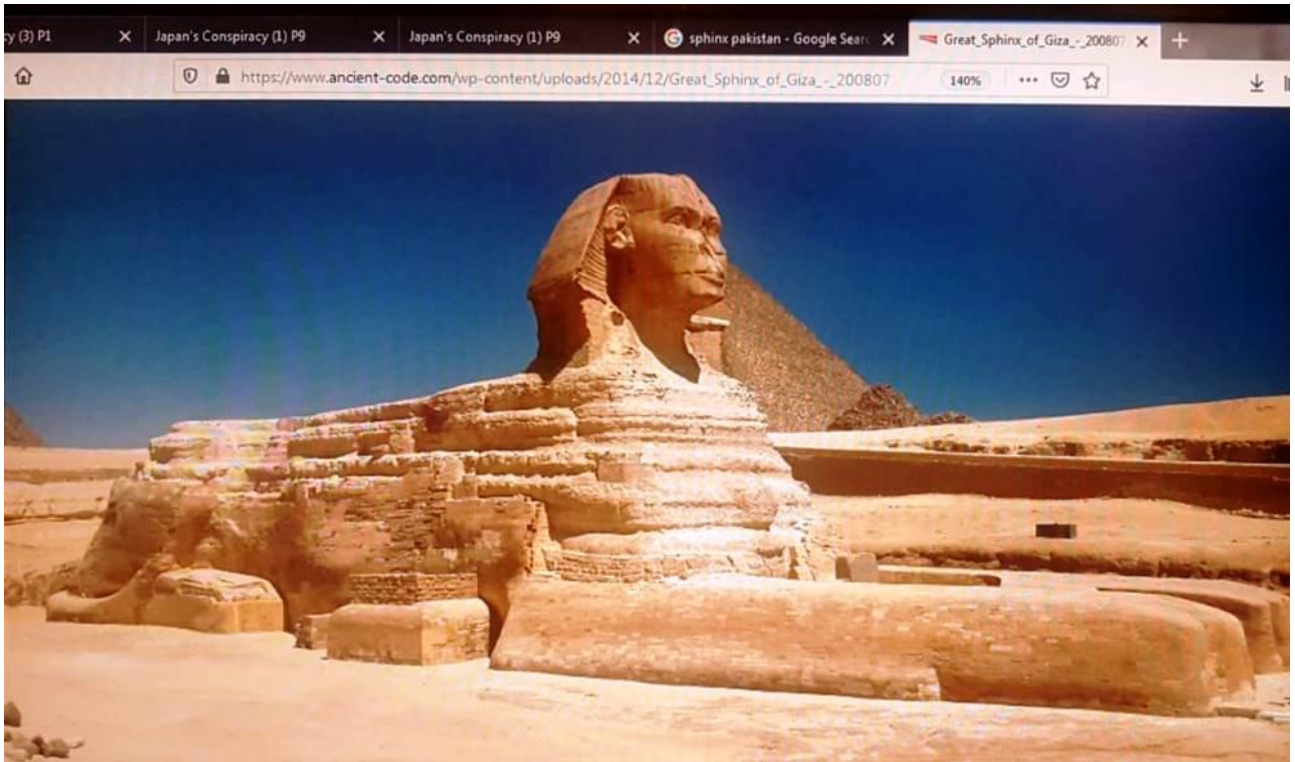 cy (3) P1
Japan's Conspiracy (1) P9
Japan's Conspiracy (1) P9
sphinx pakistan - Google Sear
Great_Sphinx_of_Giza_-_200807
https://www.ancient-code.com/wp-content/uploads/2014/12/Great_Sphinx_of_Giza_-_200807
140%